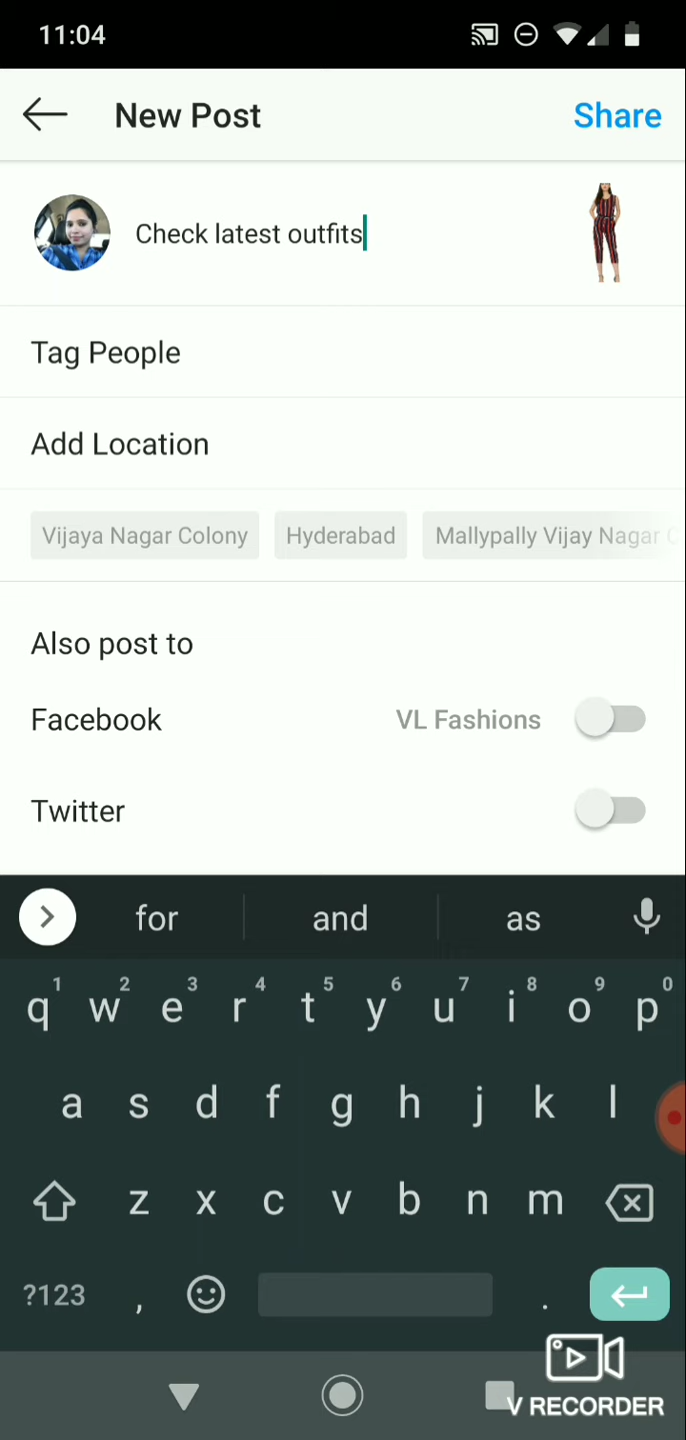 11:04
New Post
Share
Check latest outfits
Tag People
Add Location
Vijaya Nagar Colony
Hyderabad
Mallypally Vijay Nagar C
Also post to
Facebook
VL Fashions
Twitter
for and as
1 2 3 4 5 6 7 8 9 0
q w e r t y u i o p
a s d f g h j k l
z x c v b n m
?123 , .
V RECORDER